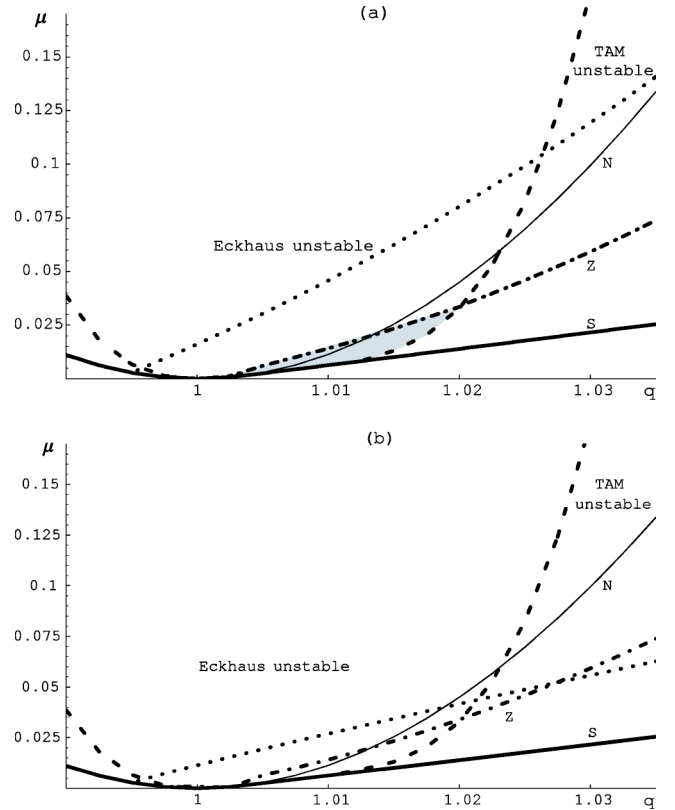 (a)
μ
0.15
0.125
0.1
0.075
0.05
0.025
TAM
unstable
N
Eckhaus unstable
Z
S
1
1.01
1.02
1.03
q
(b)
μ
0.15
0.125
0.1
0.075
0.05
0.025
TAM
unstable
N
Eckhaus unstable
Z
S
1
1.01
1.02
1.03
q